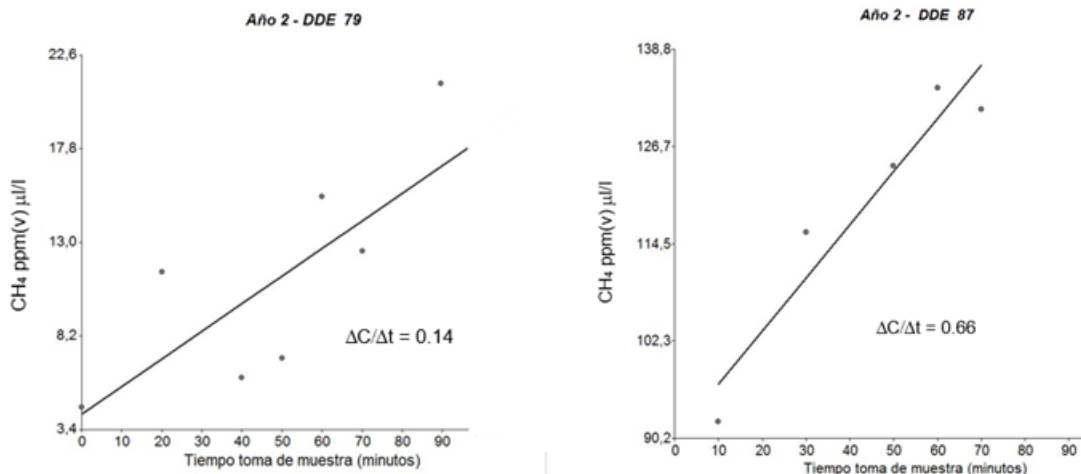 Año 2 - DDE 79
CH₄ ppm(v) µl/l
22,6
17,8
13,0
8,2
3,4
ΔC/Δt = 0.14
0 10 20 30 40 50 60 70 80 90
Tiempo toma de muestra (minutos)
Año 2 - DDE 87
CH₄ ppm(v) µl/l
138,8
126,7
114,5
102,3
90,2
ΔC/Δt = 0.66
0 10 20 30 40 50 60 70 80 90
Tiempo toma de muestra (minutos)